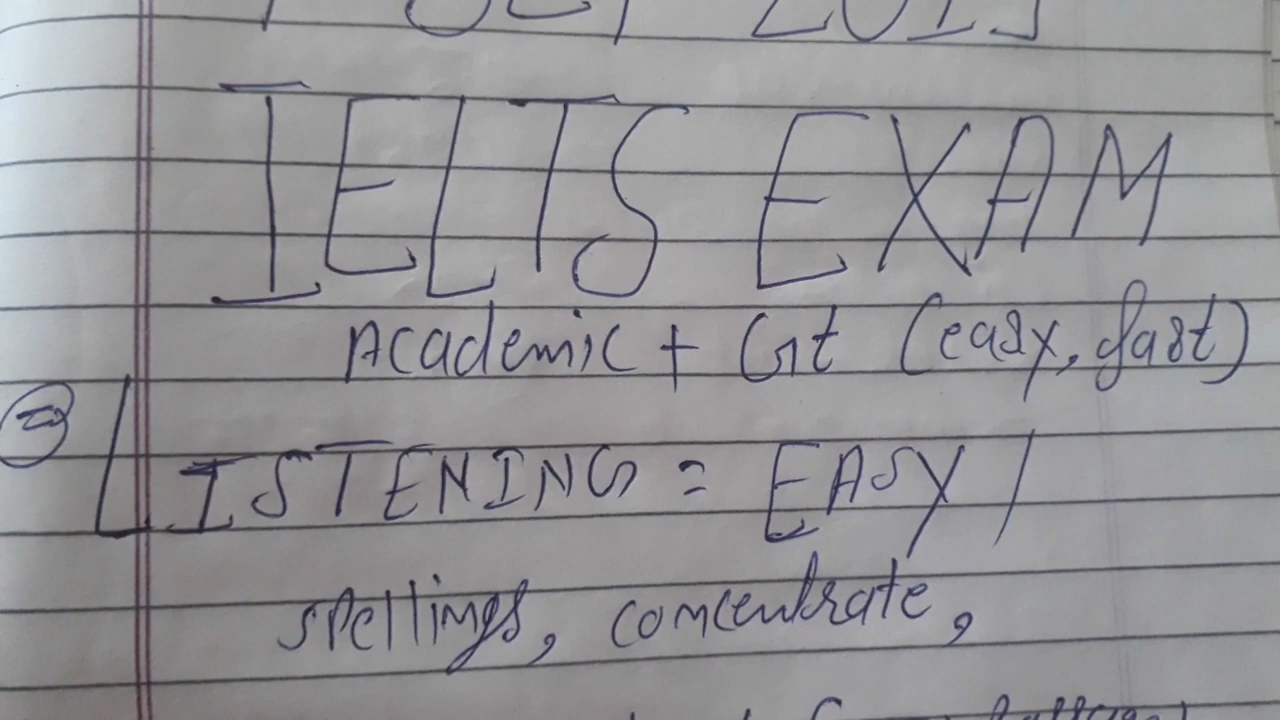 IELTS EXAM
Academic + Gt (easy, fast)
LISTENING = EASY /
spellings, concentrate,